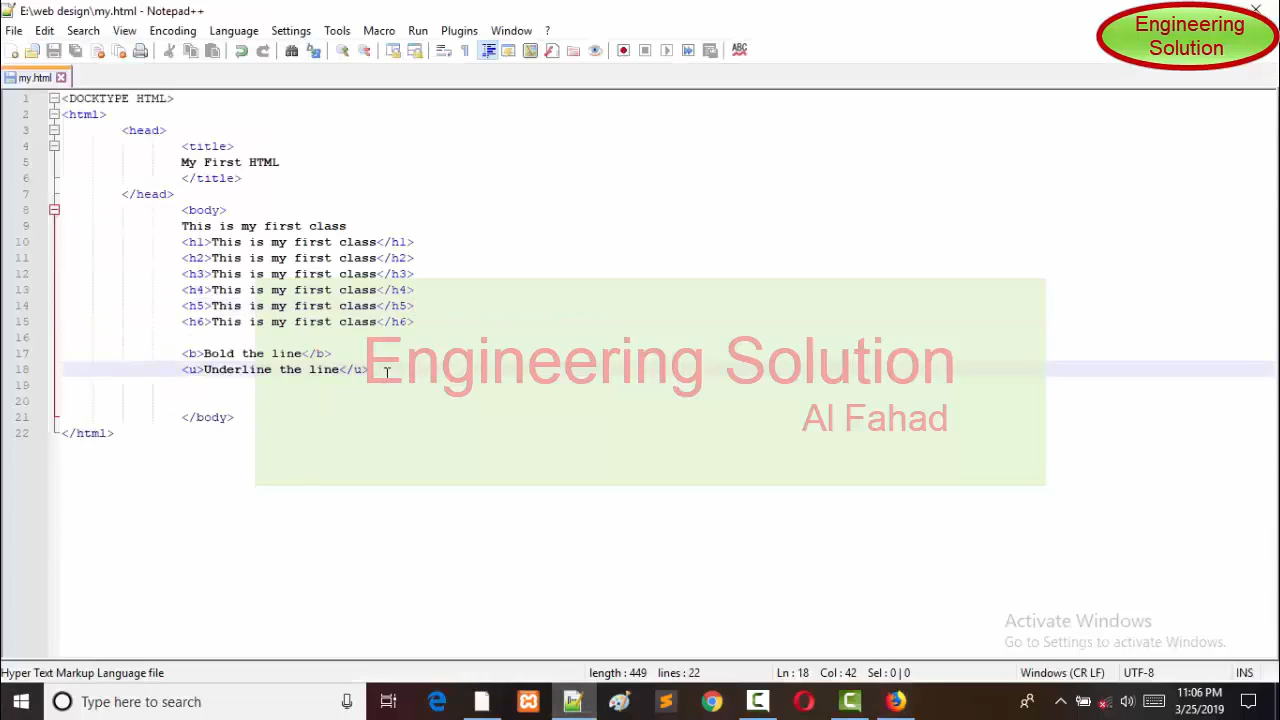 E:\web design\my.html - Notepad++
File Edit Search View Encoding Language Settings Tools Macro Run Plugins Window ?
Engineering
Solution
my.html
1 <DOCKTYPE HTML>
2 <html>
3 <head>
4 <title>
5 My First HTML
6 </title>
7 </head>
8 <body>
9 This is my first class
10 <h1>This is my first class</h1>
11 <h2>This is my first class</h2>
12 <h3>This is my first class</h3>
13 <h4>This is my first class</h4>
14 <h5>This is my first class</h5>
15 <h6>This is my first class</h6>
16
17 <b>Bold the line</b>
18 <u>Underline the line</u>
19
20
21 </body>
22 </html>
Engineering Solution
Al Fahad
Activate Windows
Go to Settings to activate Windows.
Hyper Text Markup Language file length : 449 lines : 22 Ln : 18 Col : 42 Sel : 0 | 0 Windows (CR LF) UTF-8 INS
Type here to search
11:06 PM
3/25/2019